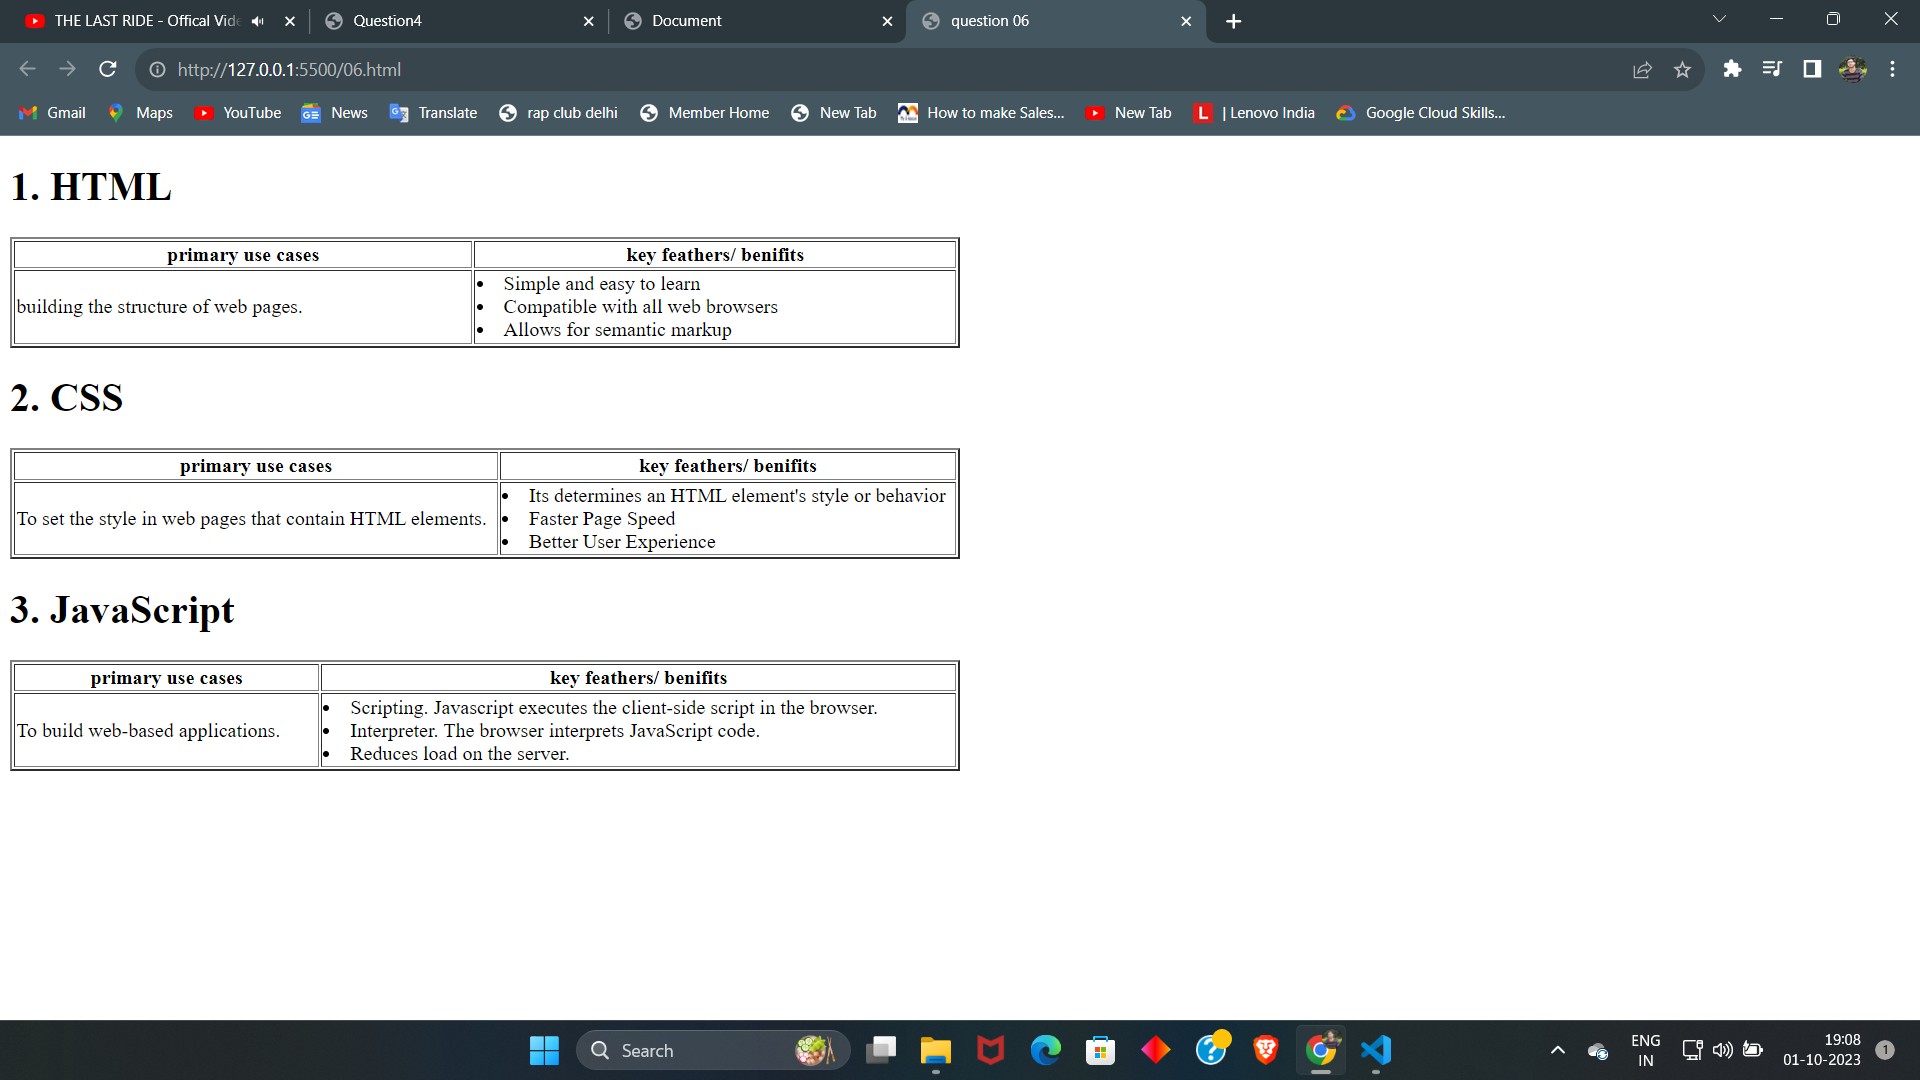 THE LAST RIDE - Offical Vid
Question4
Document
question 06
http://127.0.0.1:5500/06.html
Gmail
Maps
YouTube
News
Translate
rap club delhi
Member Home
New Tab
How to make Sales...
New Tab
L
| Lenovo India
Google Cloud Skills...
1. HTML
primary use cases
key feathers/ benifits
building the structure of web pages.
Simple and easy to learn
Compatible with all web browsers
Allows for semantic markup
2. CSS
primary use cases
key feathers/ benifits
To set the style in web pages that contain HTML elements.
Its determines an HTML element's style or behavior
Faster Page Speed
Better User Experience
3. JavaScript
primary use cases
key feathers/ benifits
To build web-based applications.
Scripting. Javascript executes the client-side script in the browser.
Interpreter. The browser interprets JavaScript code.
Reduces load on the server.
Search
ENG
IN
19:08
01-10-2023
1